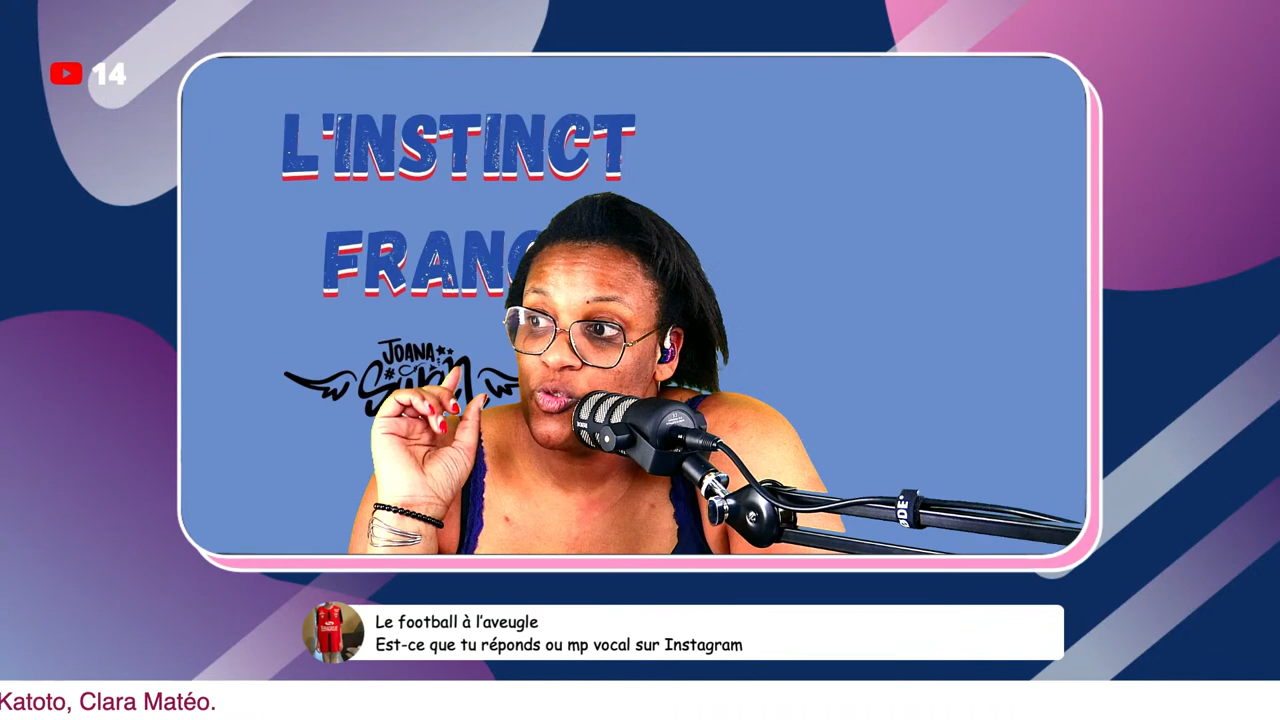 14
L'INSTINCT
FRANC
JOANA
Le football à l'aveugle
Est-ce que tu réponds ou mp vocal sur Instagram
Katoto, Clara Matéo.